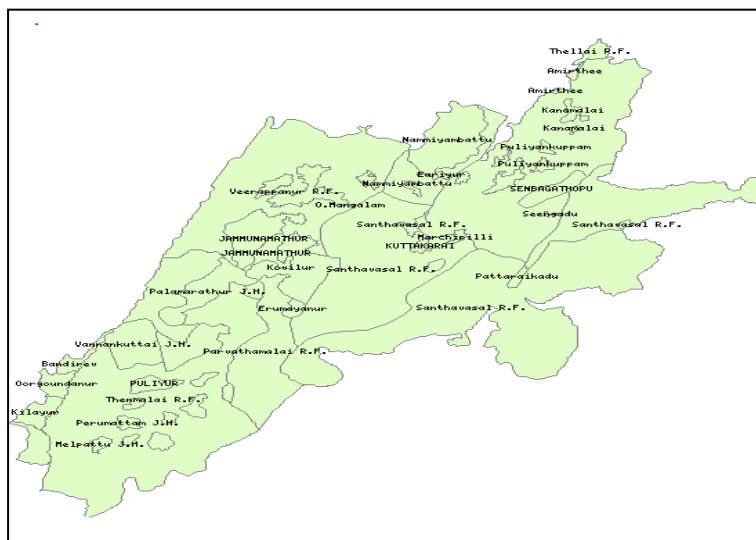 Thellai R.F.
Amirthee
Amirthee
Kanamalai
Kanamalai
Nammiyambattu
Puliyankuppam
Puliyankuppam
Eariyur
Nammiyambattu
Veerappanur R.F.
SENBAGATHOPU
O.Mangalam
Seengadu
Santhavasal R.F.
Santhavasal R.F.
Marchipilli
JAMMUNAMATHUR
KUTTAKARAI
JAMMUNAMATHUR
Kovilur
Santhavasal R.F.
Pattaraikadu
Palamarathur J.H.
Erumayanur
Santhavasal R.F.
Vannankuttai J.H.
Parvathamalai R.F.
Bandirev
Oorgoundanur
PULIYUR
Thenmalai R.F.
Kilayur
Perumattam J.H.
Melpattu J.H.